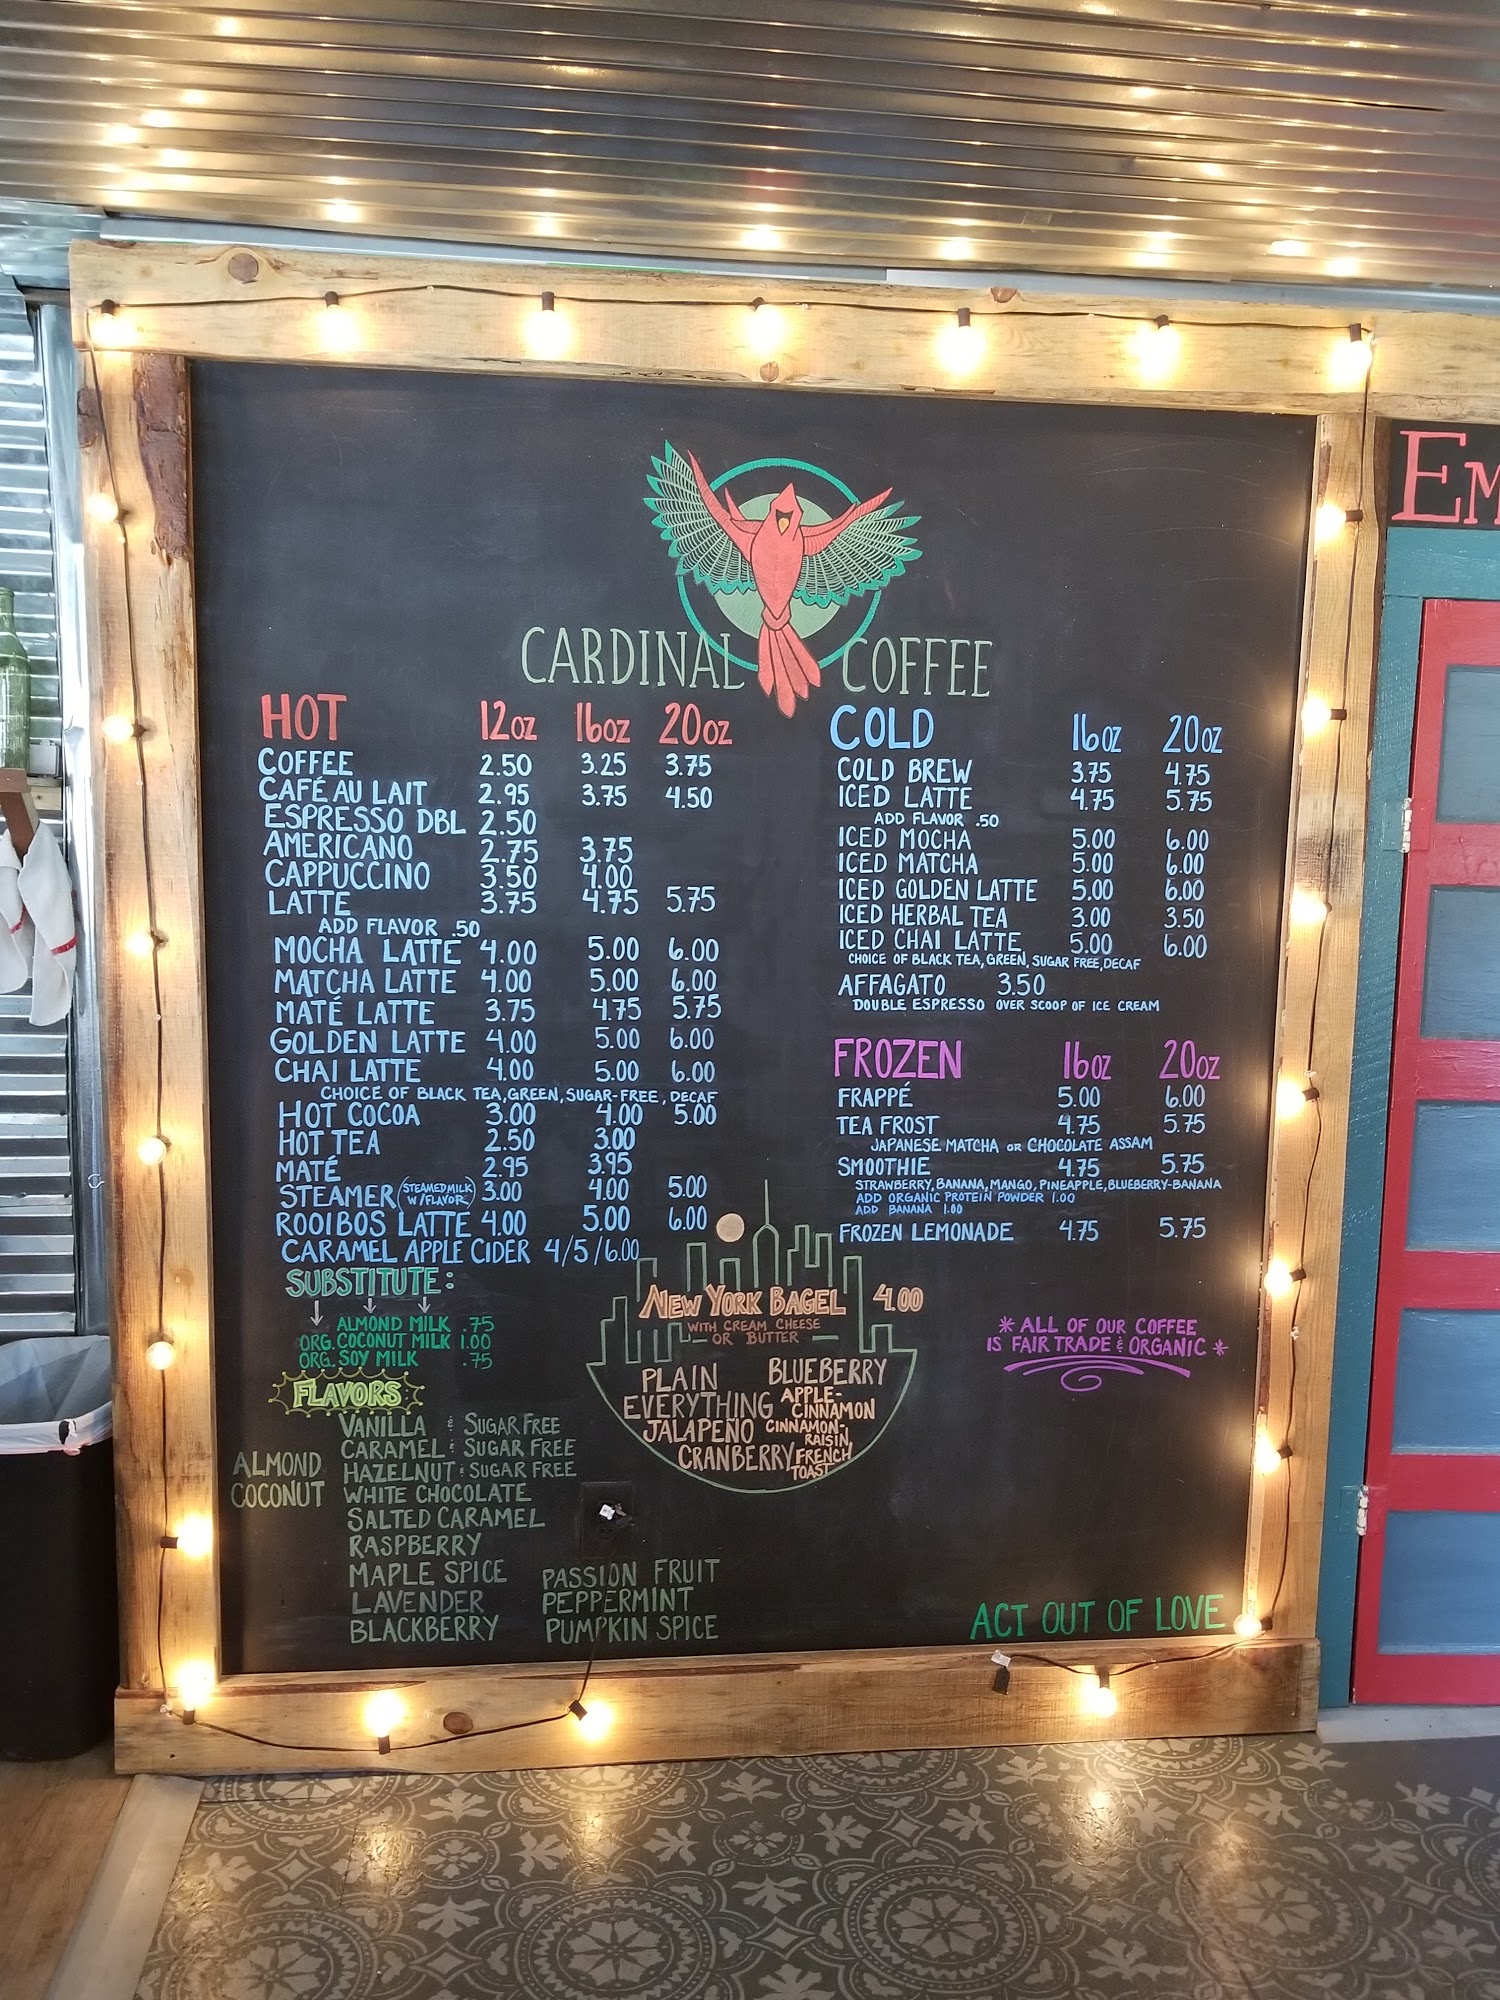 CARDINAL COFFEE
HOT 12oz 16oz 20oz
COFFEE 2.50 3.25 3.75
CAFÉ AU LAIT 2.95 3.75 4.50
ESPRESSO DBL 2.50
AMERICANO 2.75 3.75
CAPPUCCINO 3.50 4.00
LATTE 3.75 4.75 5.75
ADD FLAVOR .50
MOCHA LATTE 4.00 5.00 6.00
MATCHA LATTE 4.00 5.00 6.00
MATÉ LATTE 3.75 4.75 5.75
GOLDEN LATTE 4.00 5.00 6.00
CHAI LATTE 4.00 5.00 6.00
CHOICE OF BLACK TEA, GREEN, SUGAR-FREE, DECAF
HOT COCOA 3.00 4.00 5.00
HOT TEA 2.50 3.00
MATÉ 2.95 3.95
STEAMER (STEAMED MILK W/FLAVOR) 3.00 4.00 5.00
ROOIBOS LATTE 4.00 5.00 6.00
CARAMEL APPLE CIDER 4/5/6.00
SUBSTITUTE:
ALMOND MILK .75
ORG. COCONUT MILK 1.00
ORG. SOY MILK .75
FLAVORS
VANILLA & SUGAR FREE
CARAMEL & SUGAR FREE
ALMOND HAZELNUT & SUGAR FREE
COCONUT WHITE CHOCOLATE
SALTED CARAMEL
RASPBERRY
MAPLE SPICE PASSION FRUIT
LAVENDER PEPPERMINT
BLACKBERRY PUMPKIN SPICE
COLD 16oz 20oz
COLD BREW 3.75 4.75
ICED LATTE 4.75 5.75
ADD FLAVOR .50
ICED MOCHA 5.00 6.00
ICED MATCHA 5.00 6.00
ICED GOLDEN LATTE 5.00 6.00
ICED HERBAL TEA 3.00 3.50
ICED CHAI LATTE 5.00 6.00
CHOICE OF BLACK TEA, GREEN, SUGAR FREE, DECAF
AFFAGATO 3.50
DOUBLE ESPRESSO OVER SCOOP OF ICE CREAM
FROZEN 16oz 20oz
FRAPPÉ 5.00 6.00
TEA FROST 4.75 5.75
JAPANESE MATCHA OR CHOCOLATE ASSAM
SMOOTHIE 4.75 5.75
STRAWBERRY, BANANA, MANGO, PINEAPPLE, BLUEBERRY-BANANA
ADD ORGANIC PROTEIN POWDER 1.00
ADD BANANA 1.00
FROZEN LEMONADE 4.75 5.75
NEW YORK BAGEL 4.00
WITH CREAM CHEESE
— OR BUTTER —
PLAIN
EVERYTHING
JALAPEÑO
CRANBERRY
BLUEBERRY
APPLE-
CINNAMON
CINNAMON-
RAISIN
FRENCH
TOAST
* ALL OF OUR COFFEE
IS FAIR TRADE & ORGANIC *
ACT OUT OF LOVE